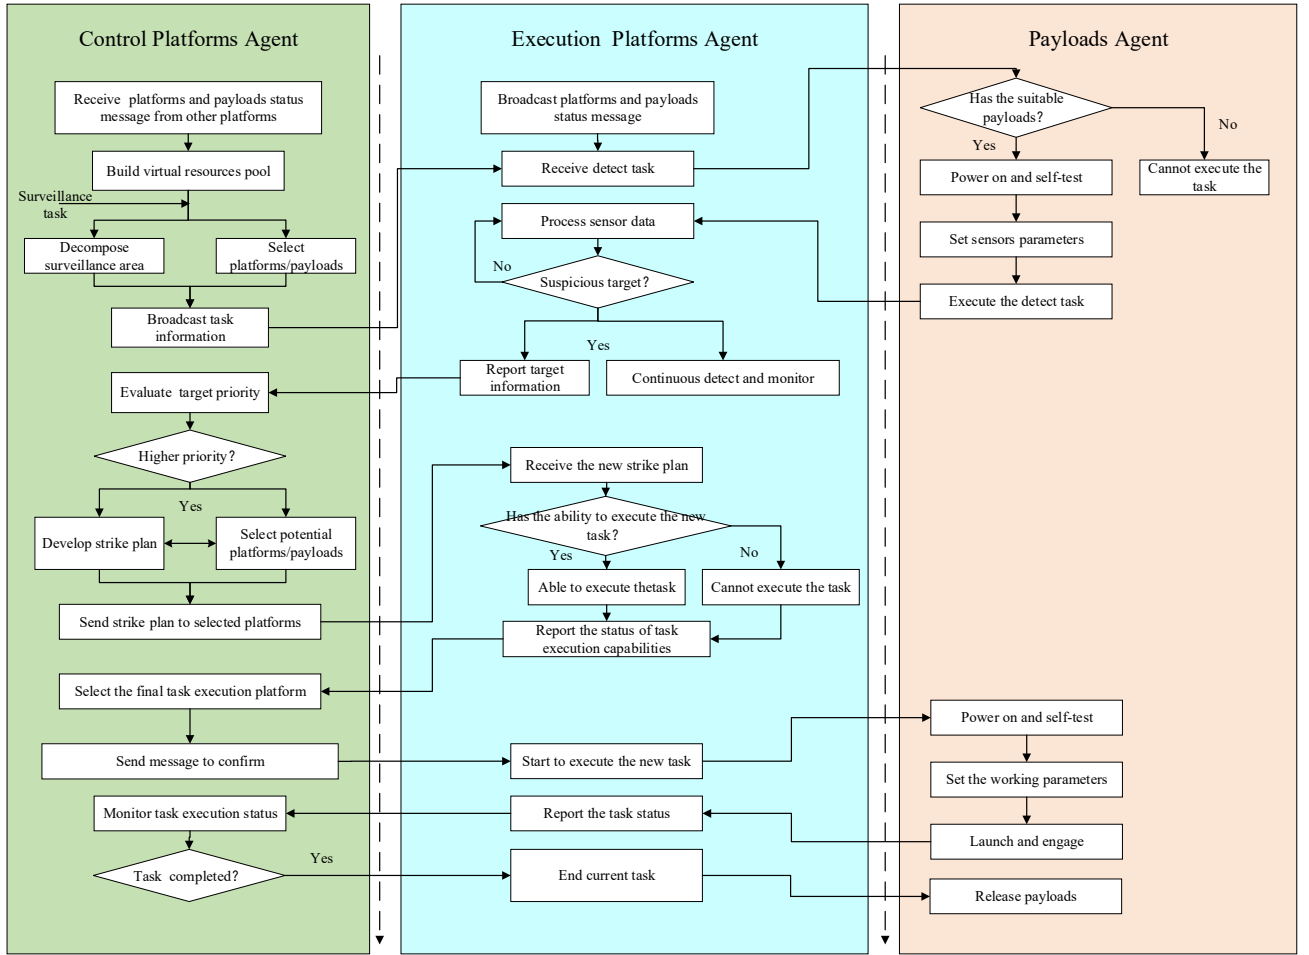 Control Platforms Agent
Receive platforms and payloads status
message from other platforms
Build virtual resources pool
Surveillance
task
Decompose
surveillance area
Select
platforms/payloads
Broadcast task
information
Evaluate target priority
Higher priority?
Yes
Develop strike plan
Select potential
platforms/payloads
Send strike plan to selected platforms
Select the final task execution platform
Send message to confirm
Monitor task execution status
Task completed?
Yes
Execution Platforms Agent
Broadcast platforms and payloads
status message
Receive detect task
Process sensor data
No
Suspicious target?
Yes
Report target
information
Continuous detect and monitor
Receive the new strike plan
Has the ability to execute the new
task?
Yes
No
Able to execute thetask
Cannot execute the task
Report the status of task
execution capabilities
Start to execute the new task
Report the task status
End current task
Payloads Agent
Has the suitable
payloads?
No
Yes
Power on and self-test
Cannot execute the
task
Set sensors parameters
Execute the detect task
Power on and self-test
Set the working parameters
Launch and engage
Release payloads